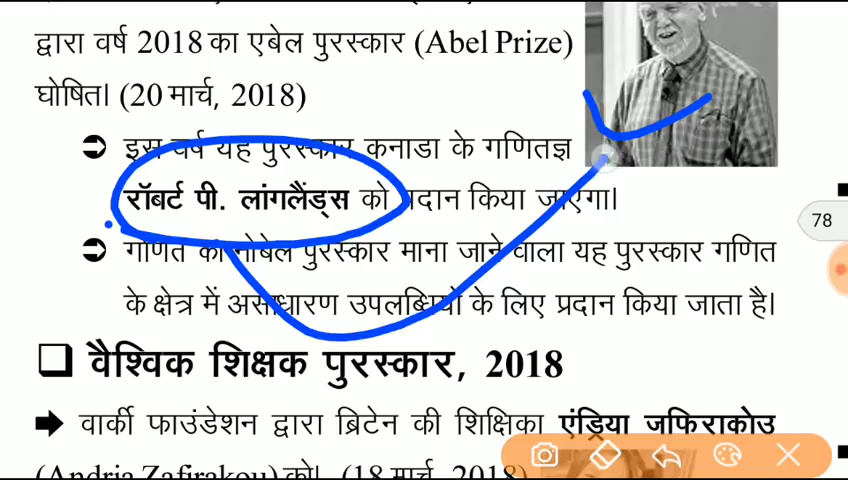 द्वारा वर्ष 2018 का एबेल पुरस्कार (Abel Prize)
घोषित। (20 मार्च, 2018)
➲ इस वर्ष यह पुरस्कार कनाडा के गणितज्ञ
रॉबर्ट पी. लांगलैंड्स को प्रदान किया जाएगा।
➲ गणित का नोबेल पुरस्कार माना जाने वाला यह पुरस्कार गणित
के क्षेत्र में असाधारण उपलब्धियों के लिए प्रदान किया जाता है।
❑ वैश्विक शिक्षक पुरस्कार, 2018
➡ वार्की फाउंडेशन द्वारा ब्रिटेन की शिक्षिका एंड्रिया जफिराकोउ
(Andria Zafirakou) को। (18 मार्च, 2018)
78